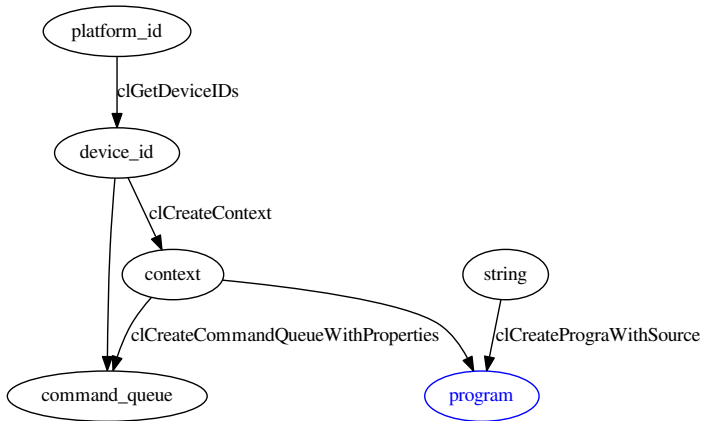 platform_id
clGetDeviceIDs
device_id
clCreateContext
context
string
clCreateCommandQueueWithProperties
clCreatePrograWithSource
command_queue
program